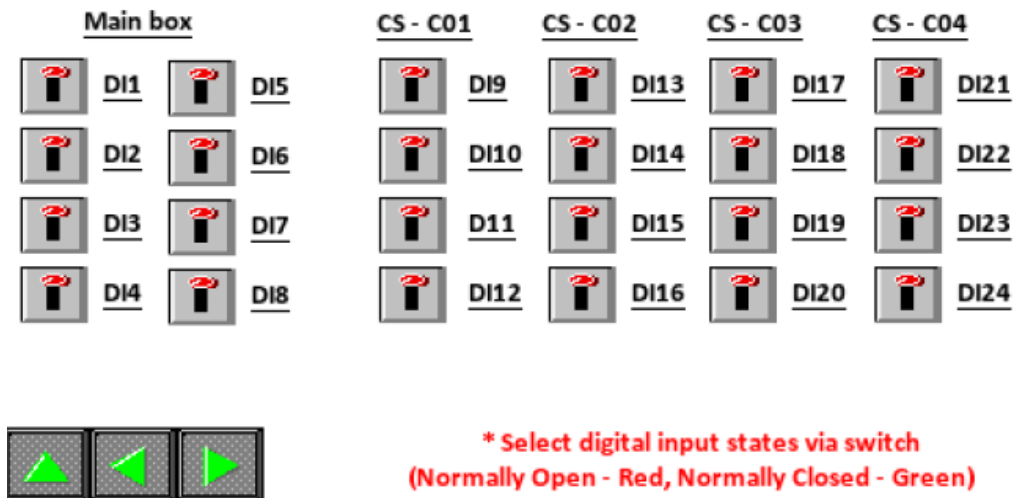 Main box CS - C01 CS - C02 CS - C03 CS - C04
DI1 DI5 DI9 DI13 DI17 DI21
DI2 DI6 DI10 DI14 DI18 DI22
DI3 DI7 D11 DI15 DI19 DI23
DI4 DI8 DI12 DI16 DI20 DI24
* Select digital input states via switch
(Normally Open - Red, Normally Closed - Green)